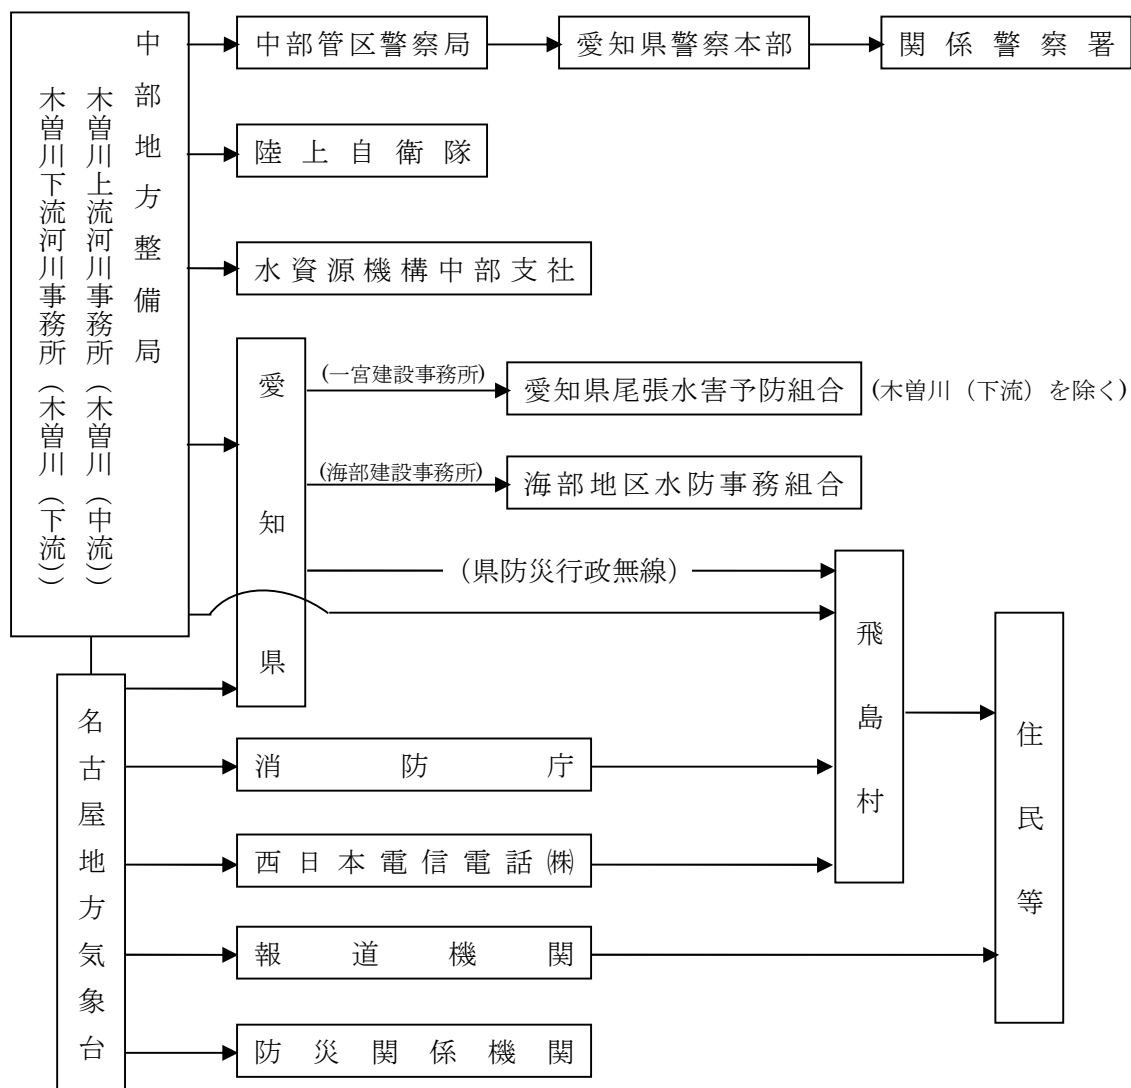 中部地方整備局
木曽川上流河川事務所（木曽川（中流））
木曽川下流河川事務所（木曽川（下流））
中部管区警察局
愛知県警察本部
関係警察署
陸上自衛隊
水資源機構中部支社
愛知県
(一宮建設事務所)
愛知県尾張水害予防組合
(木曽川（下流）を除く)
(海部建設事務所)
海部地区水防事務組合
（県防災行政無線）
飛島村
住民等
名古屋地方気象台
消防庁
西日本電信電話㈱
報道機関
防災関係機関